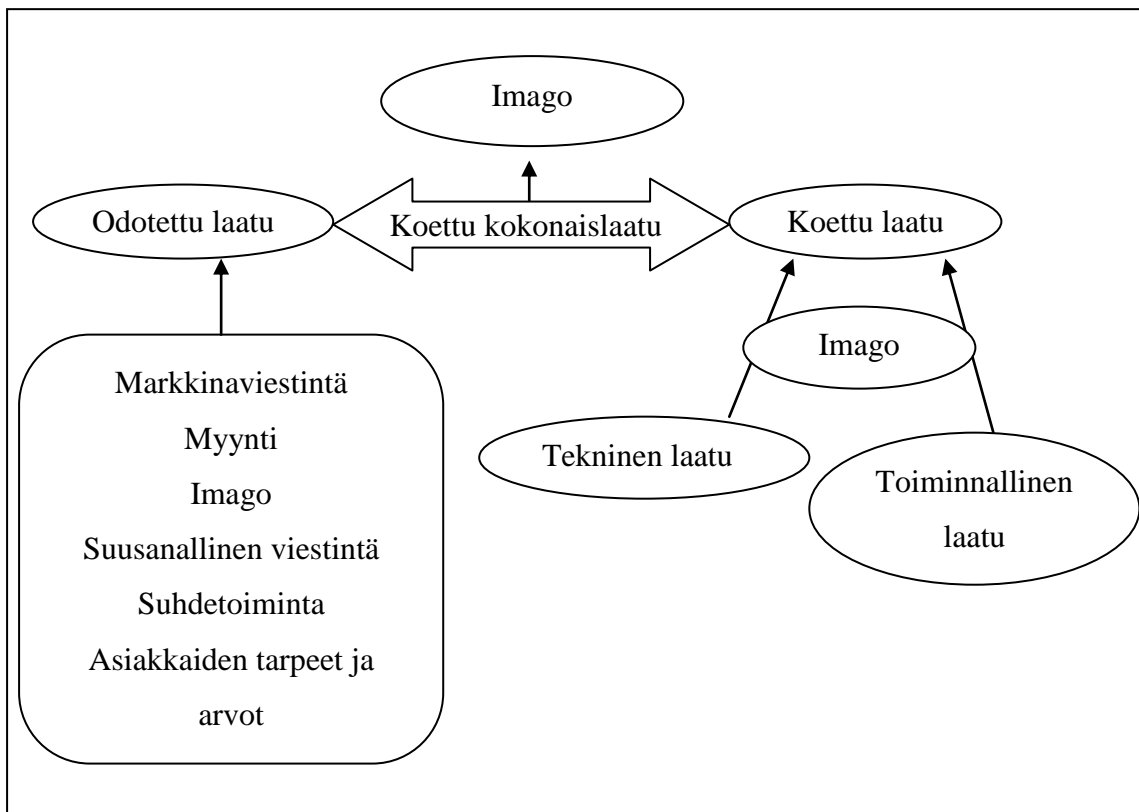 Imago
Odotettu laatu
Koettu kokonaislaatu
Koettu laatu
Imago
Markkinaviestintä
Myynti
Imago
Suusanallinen viestintä
Suhdetoiminta
Asiakkaiden tarpeet ja
arvot
Tekninen laatu
Toiminnallinen
laatu